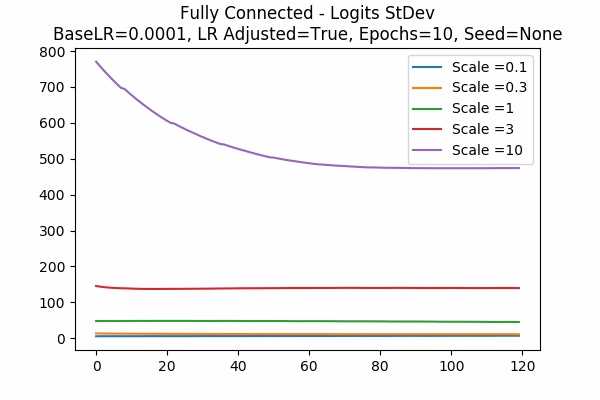 Fully Connected - Logits StDev
BaseLR=0.0001, LR Adjusted=True, Epochs=10, Seed=None
800
700
600
500
400
300
200
100
0
Scale =0.1
Scale =0.3
Scale =1
Scale =3
Scale =10
0 20 40 60 80 100 120